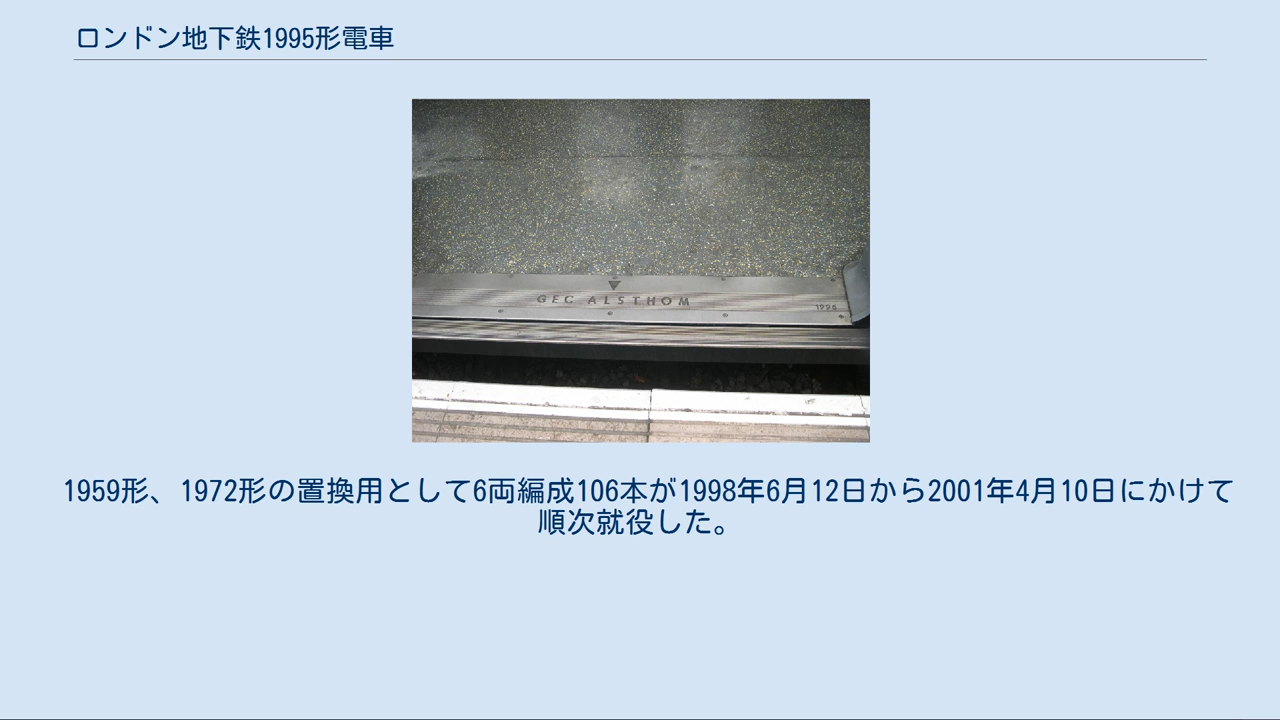 ロンドン地下鉄1995形電車
GEC ALSTHOM
1996
1959形、1972形の置換用として6両編成106本が1998年6月12日から2001年4月10日にかけて
順次就役した。